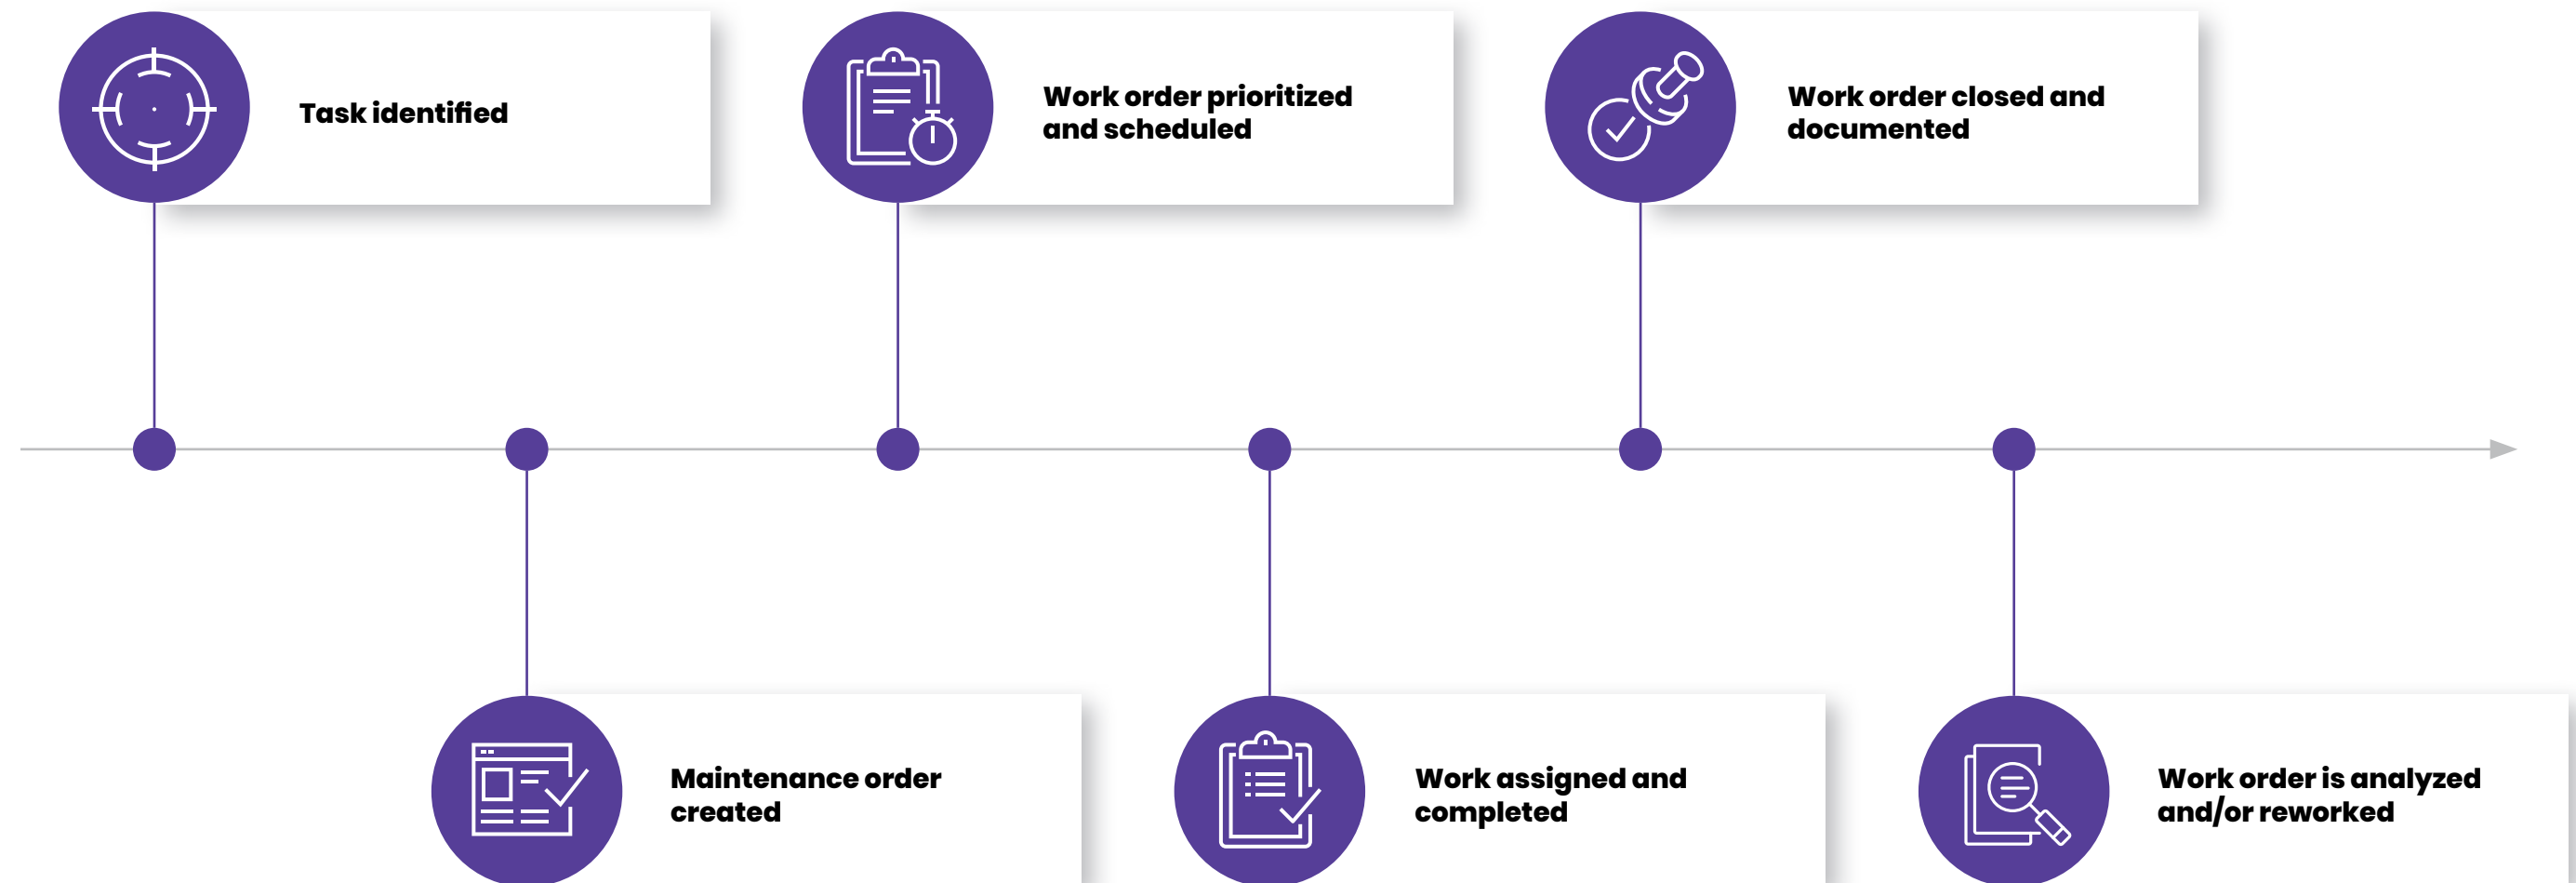 Task identified
Work order prioritized
and scheduled
Work order closed and
documented
Maintenance order
created
Work assigned and
completed
Work order is analyzed
and/or reworked